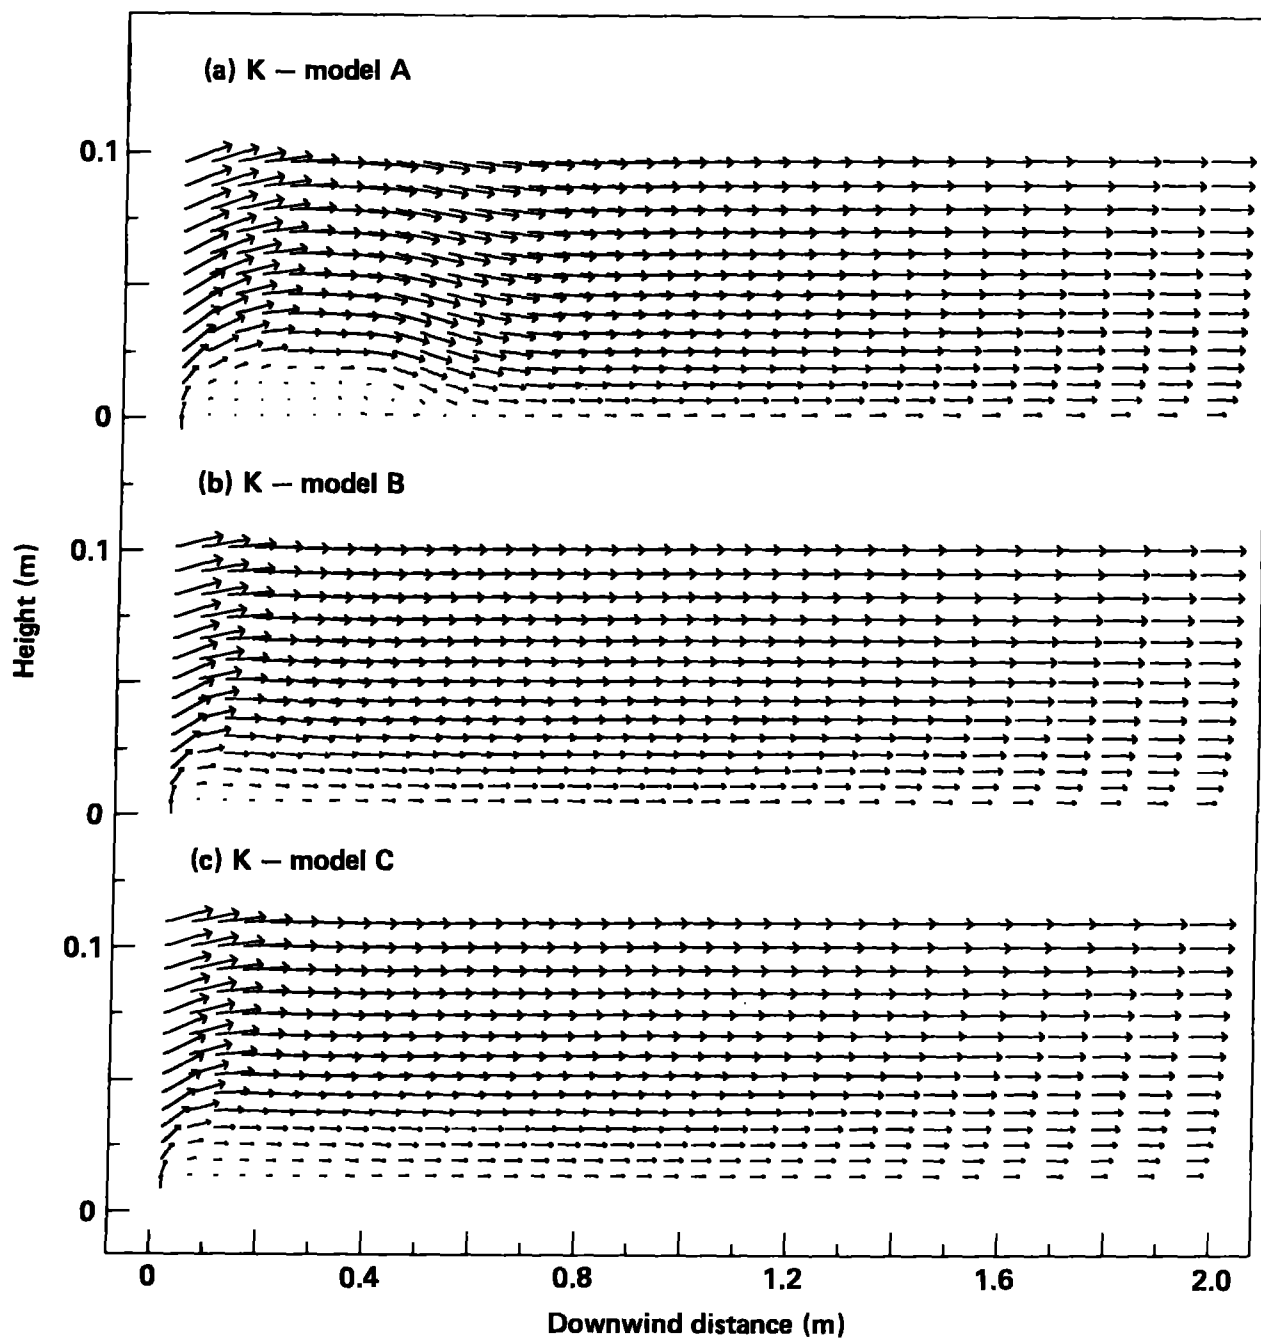 (a) K – model A
0.1
0
(b) K – model B
Height (m)
0.1
0
(c) K – model C
0.1
0
0 0.4 0.8 1.2 1.6 2.0
Downwind distance (m)